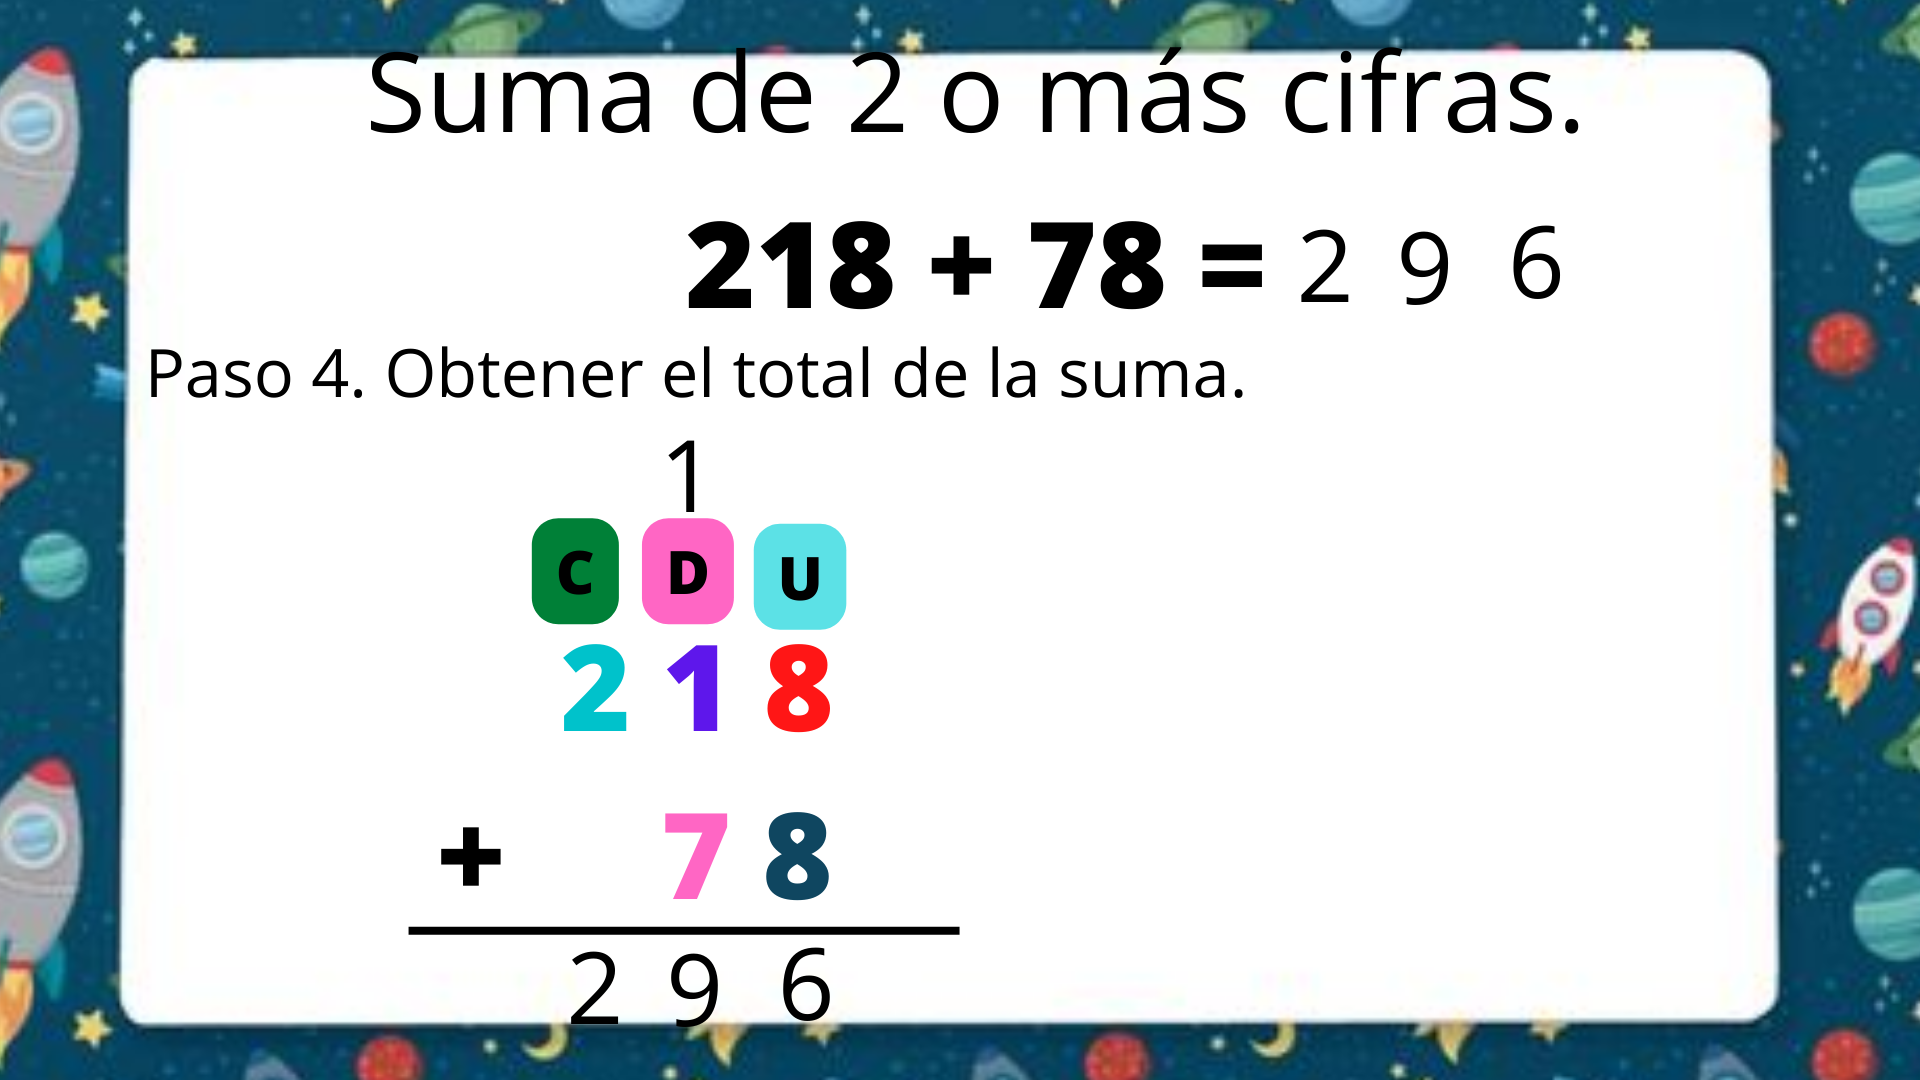 Suma de 2 o más cifras.
218 + 78 = 2 9 6
Paso 4. Obtener el total de la suma.
1
C D U
2 1 8
+ 7 8
2 9 6